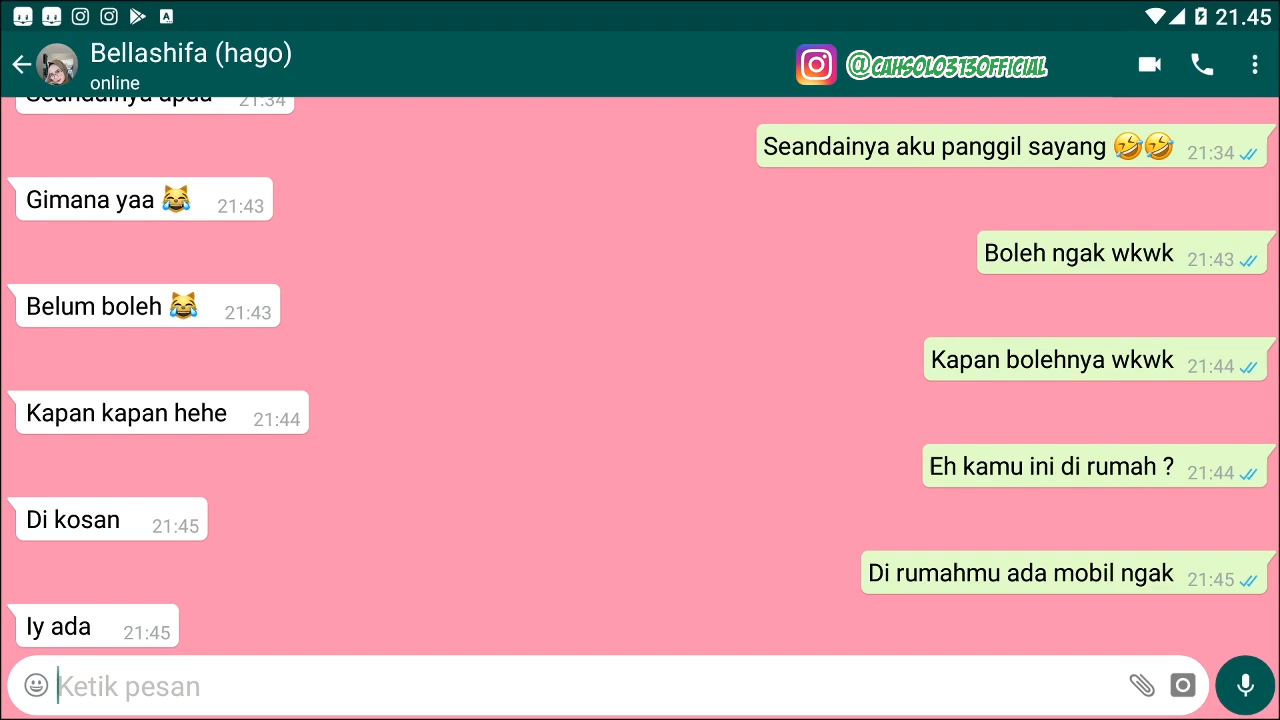 21.45
Bellashifa (hago)
online
@CAHSOLO313OFFICIAL
Seandainya apaa 21:34
Seandainya aku panggil sayang 🤣🤣 21:34
Gimana yaa 😹 21:43
Boleh ngak wkwk 21:43
Belum boleh 😹 21:43
Kapan bolehnya wkwk 21:44
Kapan kapan hehe 21:44
Eh kamu ini di rumah ? 21:44
Di kosan 21:45
Di rumahmu ada mobil ngak 21:45
Iy ada 21:45
Ketik pesan